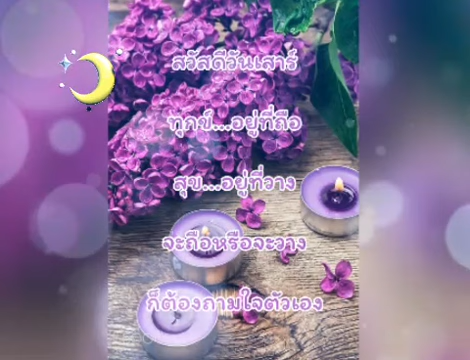 สวัสดีวันเสาร์
ทุกข์...อยู่ที่ถือ
สุข...อยู่ที่วาง
จะถือหรือจะวาง
ก็ต้องถามใจตัวเอง